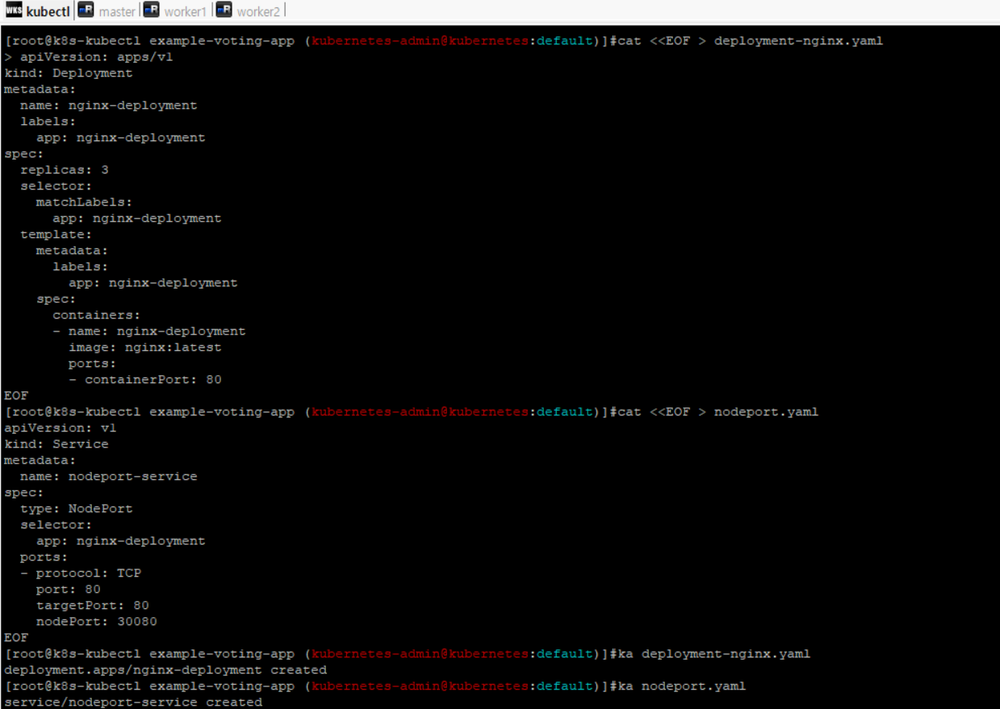 WKS kubectl master worker1 worker2
[root@k8s-kubectl example-voting-app (kubernetes-admin@kubernetes:default)]#cat <<EOF > deployment-nginx.yaml
> apiVersion: apps/v1
kind: Deployment
metadata:
  name: nginx-deployment
  labels:
    app: nginx-deployment
spec:
  replicas: 3
  selector:
    matchLabels:
      app: nginx-deployment
  template:
    metadata:
      labels:
        app: nginx-deployment
    spec:
      containers:
      - name: nginx-deployment
        image: nginx:latest
        ports:
        - containerPort: 80
EOF
[root@k8s-kubectl example-voting-app (kubernetes-admin@kubernetes:default)]#cat <<EOF > nodeport.yaml
apiVersion: v1
kind: Service
metadata:
  name: nodeport-service
spec:
  type: NodePort
  selector:
    app: nginx-deployment
  ports:
  - protocol: TCP
    port: 80
    targetPort: 80
    nodePort: 30080
EOF
[root@k8s-kubectl example-voting-app (kubernetes-admin@kubernetes:default)]#ka deployment-nginx.yaml
deployment.apps/nginx-deployment created
[root@k8s-kubectl example-voting-app (kubernetes-admin@kubernetes:default)]#ka nodeport.yaml
service/nodeport-service created